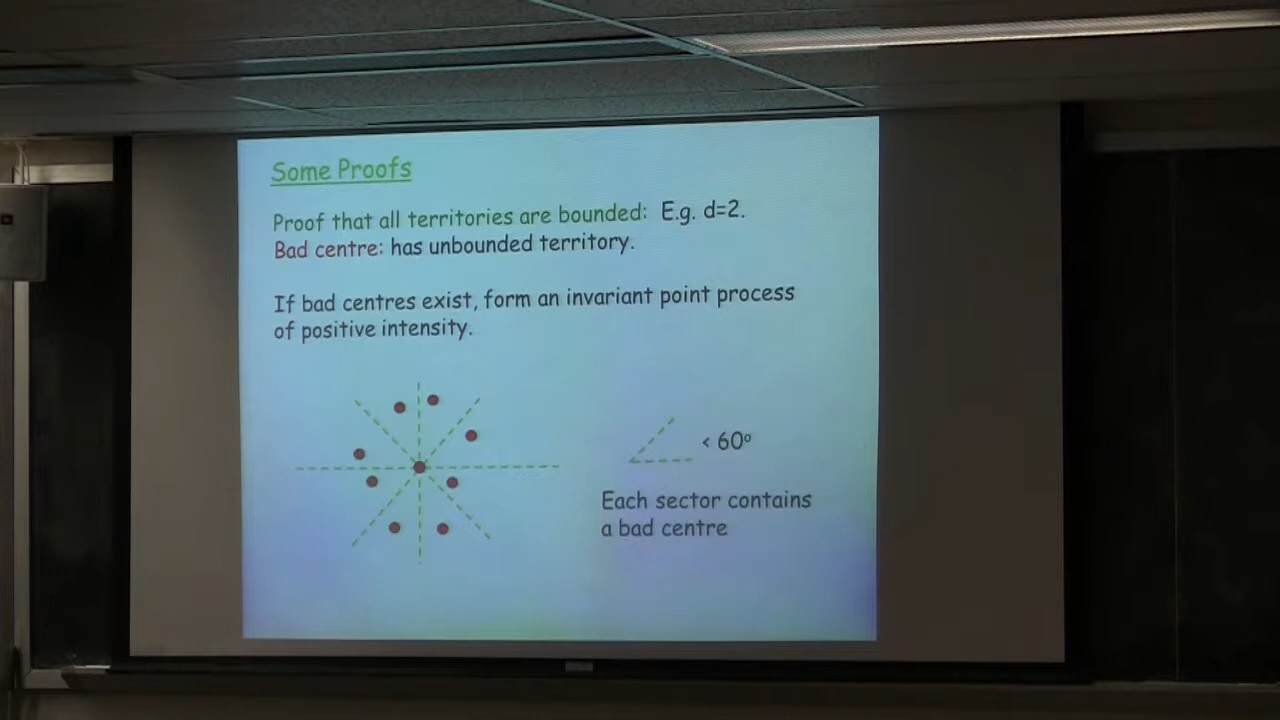 Some Proofs
Proof that all territories are bounded: E.g. d=2.
Bad centre: has unbounded territory.
If bad centres exist, form an invariant point process
of positive intensity.
< 60°
Each sector contains
a bad centre